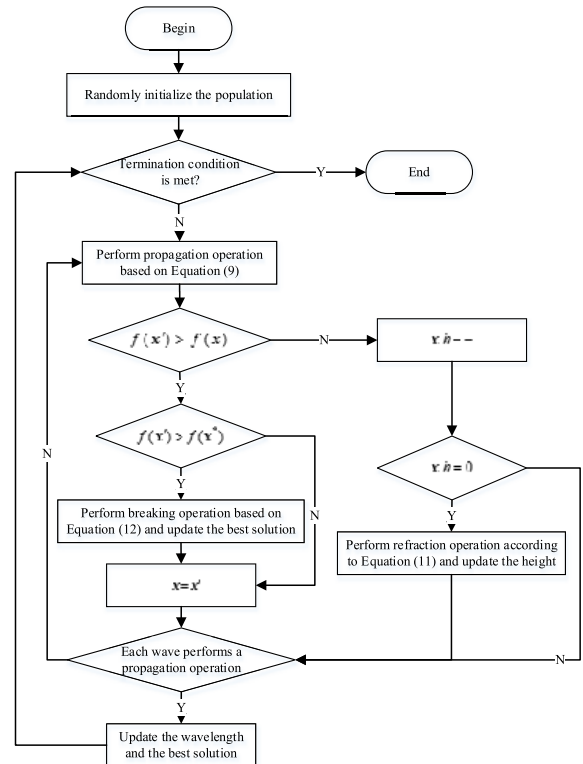 Begin
Randomly initialize the population
Termination condition
is met?
Y
End
N
Perform propagation operation
based on Equation (9)
f (x') > f (x)
N
x.h--
Y
f(x') > f(x*)
x.h = 0
N
Y
Y
Perform breaking operation based on
Equation (12) and update the best solution
N
Perform refraction operation according
to Equation (11) and update the height
x=x'
Each wave performs a
propagation operation
N
Y
Update the wavelength
and the best solution